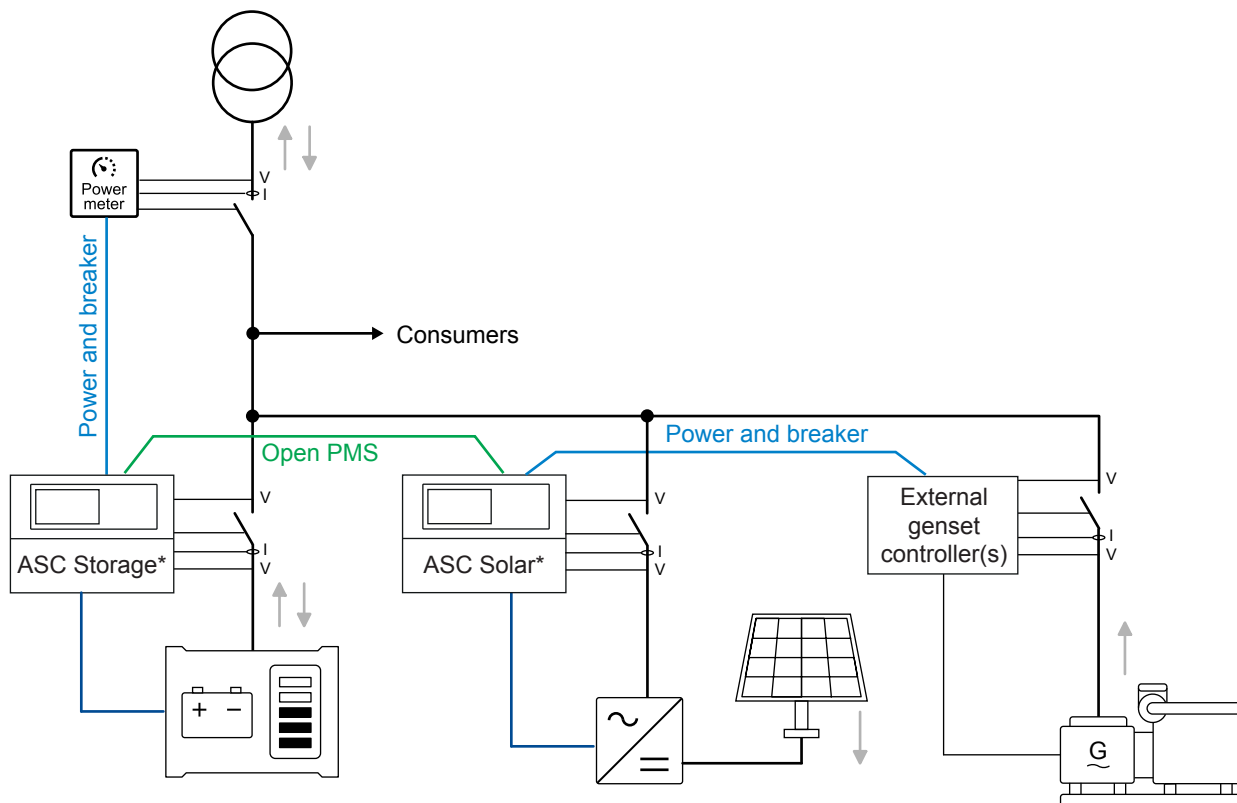 V
I
Power
meter
Power and breaker
Consumers
Open PMS
Power and breaker
V
I
V
ASC Storage*
V
I
V
ASC Solar*
External
genset
controller(s)
V
I
V
+ −
G